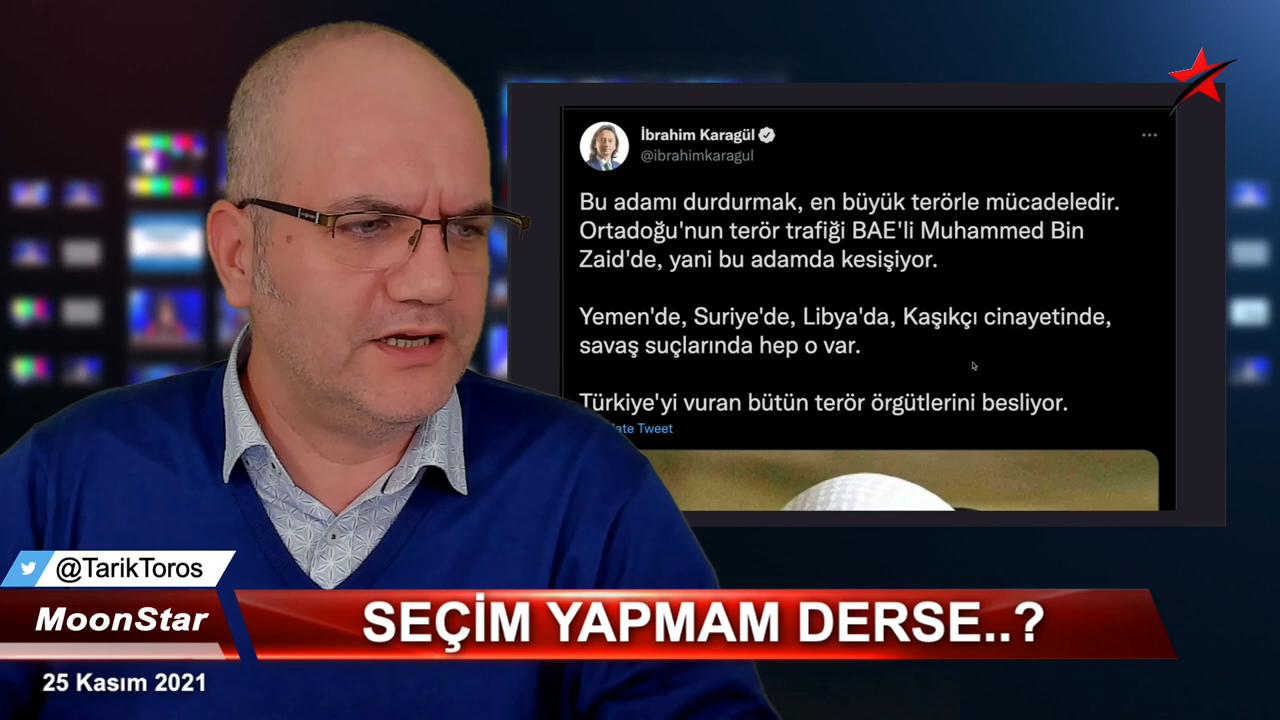 İbrahim Karagül
@ibrahimkaragul
Bu adamı durdurmak, en büyük terörle mücadeledir.
Ortadoğu'nun terör trafiği BAE'li Muhammed Bin
Zaid'de, yani bu adamda kesişiyor.
Yemen'de, Suriye'de, Libya'da, Kaşıkçı cinayetinde,
savaş suçlarında hep o var.
Türkiye'yi vuran bütün terör örgütlerini besliyor.
Tweet
@TarikToros
MoonStar
SEÇİM YAPMAM DERSE..?
25 Kasım 2021